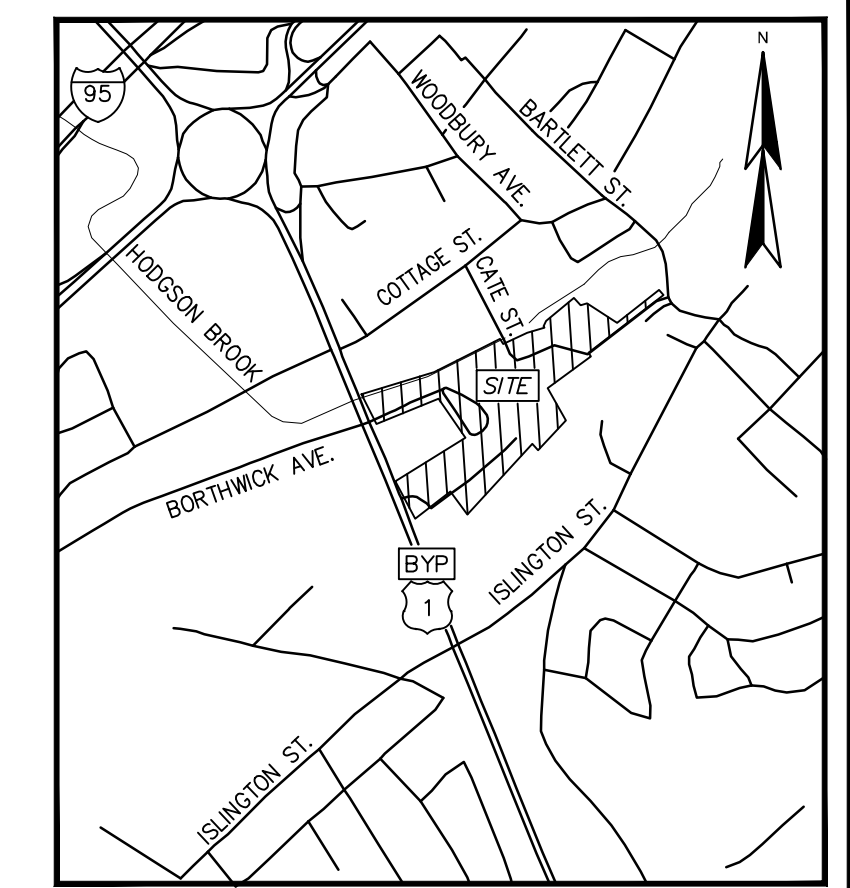 N
95
WOODBURY AVE.
BARTLETT ST.
COTTAGE ST.
CATE ST.
HODGSON BROOK
SITE
BORTHWICK AVE.
ISLINGTON ST.
BYP
1
ISLINGTON ST.